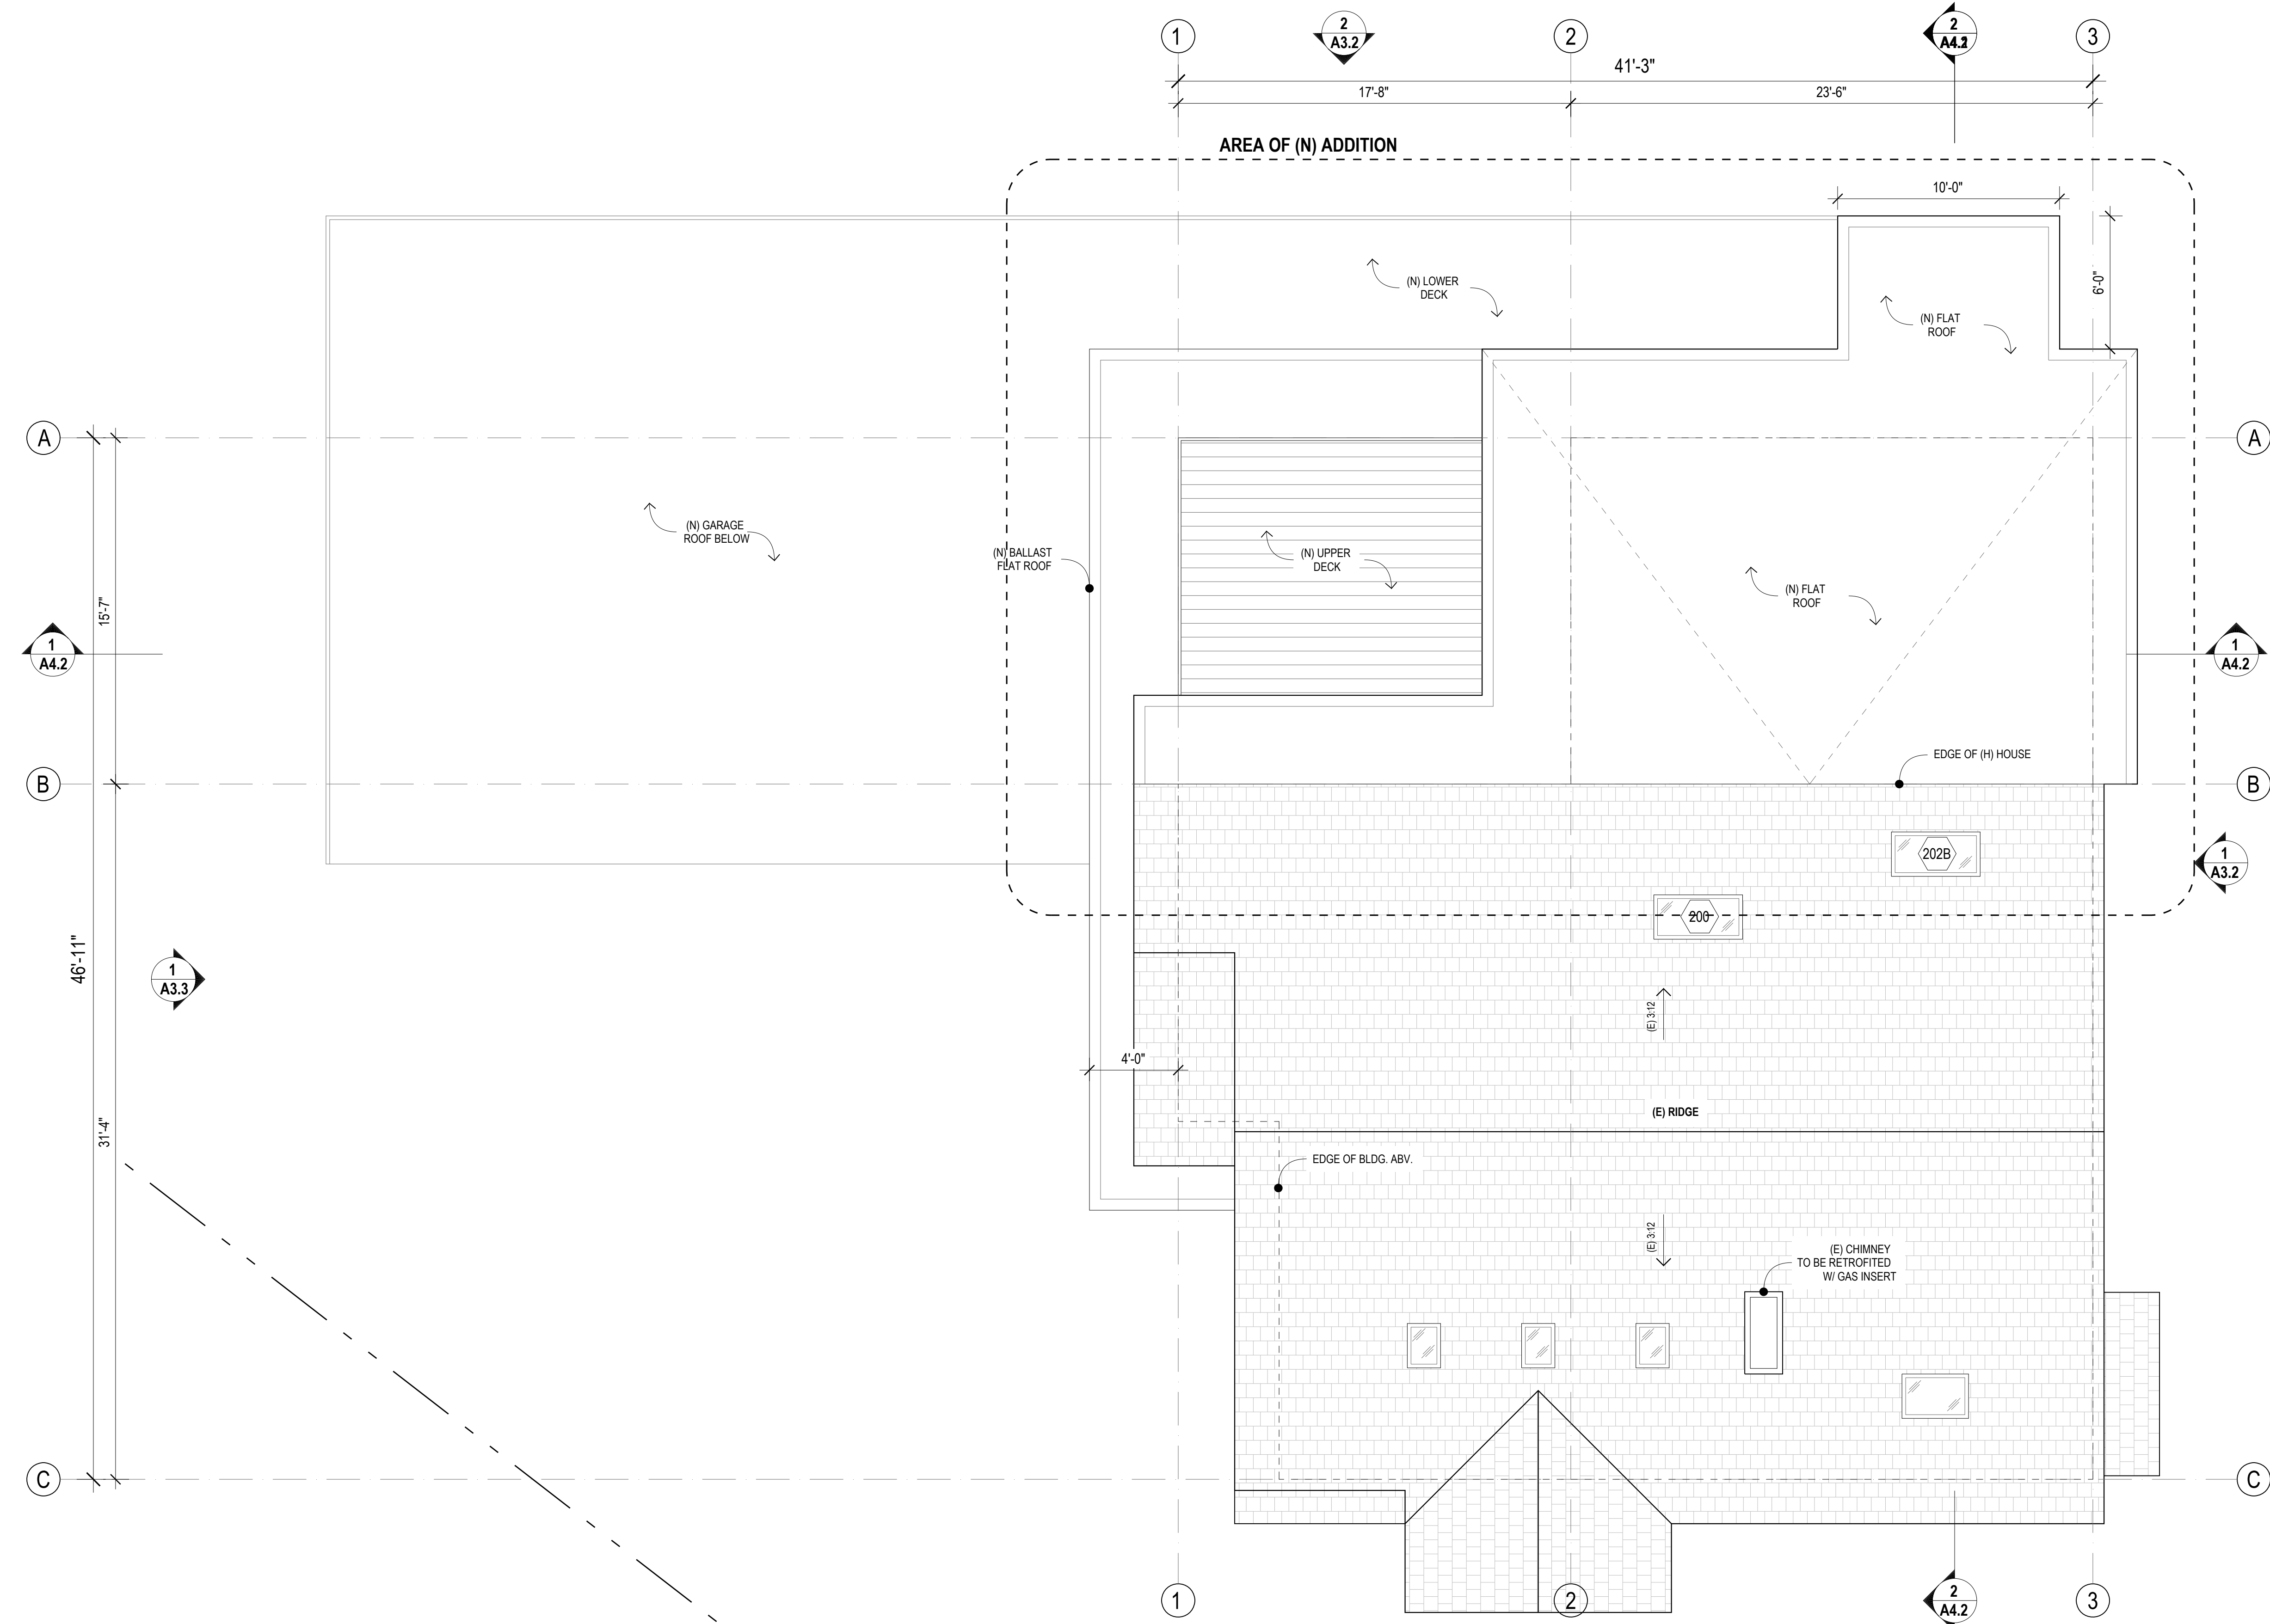 1
2
A3.2
2
2
3
41'-3"
17'-8"
23'-6"
AREA OF (N) ADDITION
10'-0"
6'-0"
(N) LOWER
DECK
(N) FLAT
ROOF
A
A
(N) GARAGE
ROOF BELOW
(N) BALLAST
FLAT ROOF
(N) UPPER
DECK
(N) FLAT
ROOF
15'-7"
1
A4.2
1
A4.2
EDGE OF (H) HOUSE
B
B
202B
1
A3.2
200
46'-11"
1
A3.3
(E) 3:12
4'-0"
(E) RIDGE
31'-4"
EDGE OF BLDG. ABV.
(E) 3:12
(E) CHIMNEY
TO BE RETROFITED
W/ GAS INSERT
C
C
1
2
2
A4.2
3